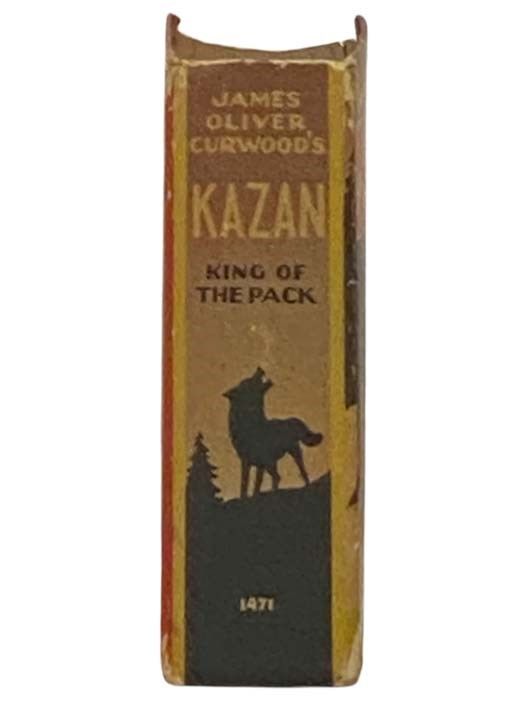 JAMES
OLIVER
CURWOOD'S
KAZAN
KING OF
THE PACK
1471